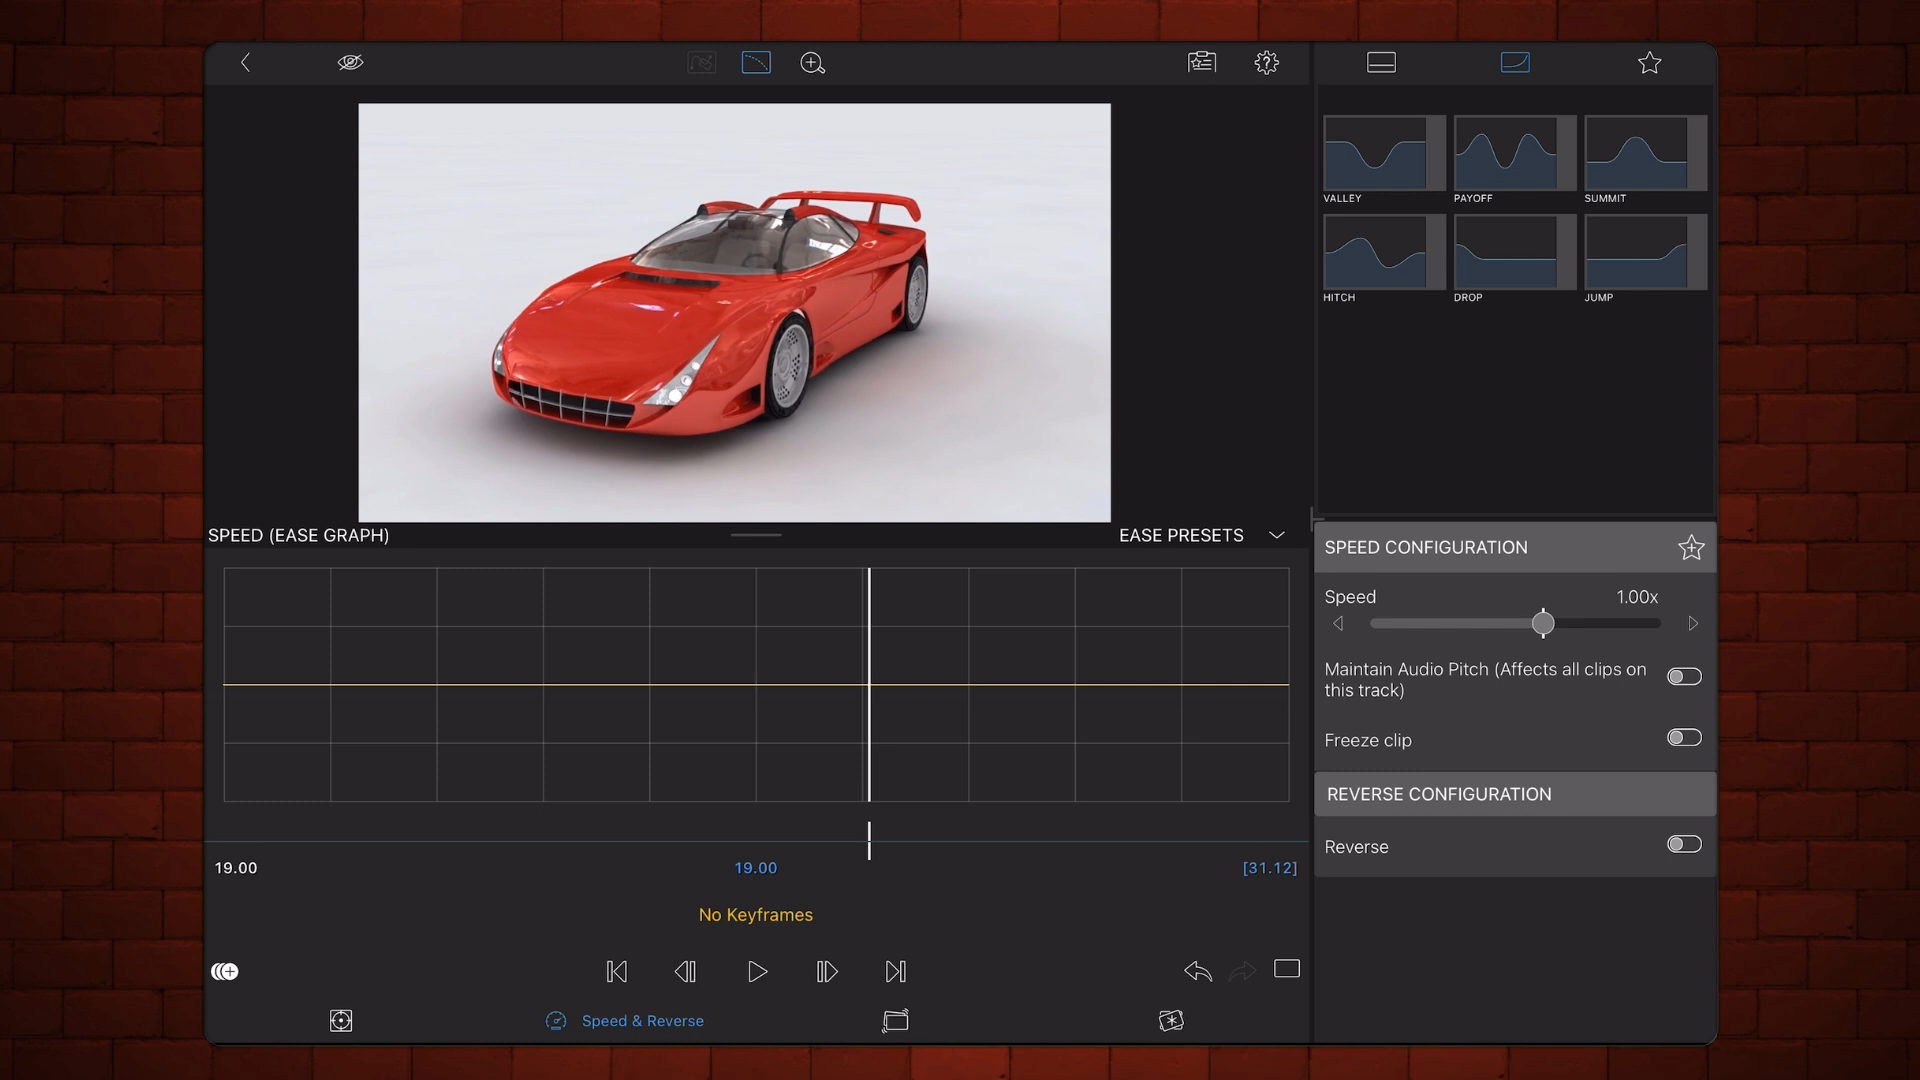 VALLEY
PAYOFF
SUMMIT
HITCH
DROP
JUMP
SPEED (EASE GRAPH)
EASE PRESETS
SPEED CONFIGURATION
Speed
1.00x
Maintain Audio Pitch (Affects all clips on
this track)
Freeze clip
REVERSE CONFIGURATION
Reverse
19.00
19.00
[31.12]
No Keyframes
Speed & Reverse